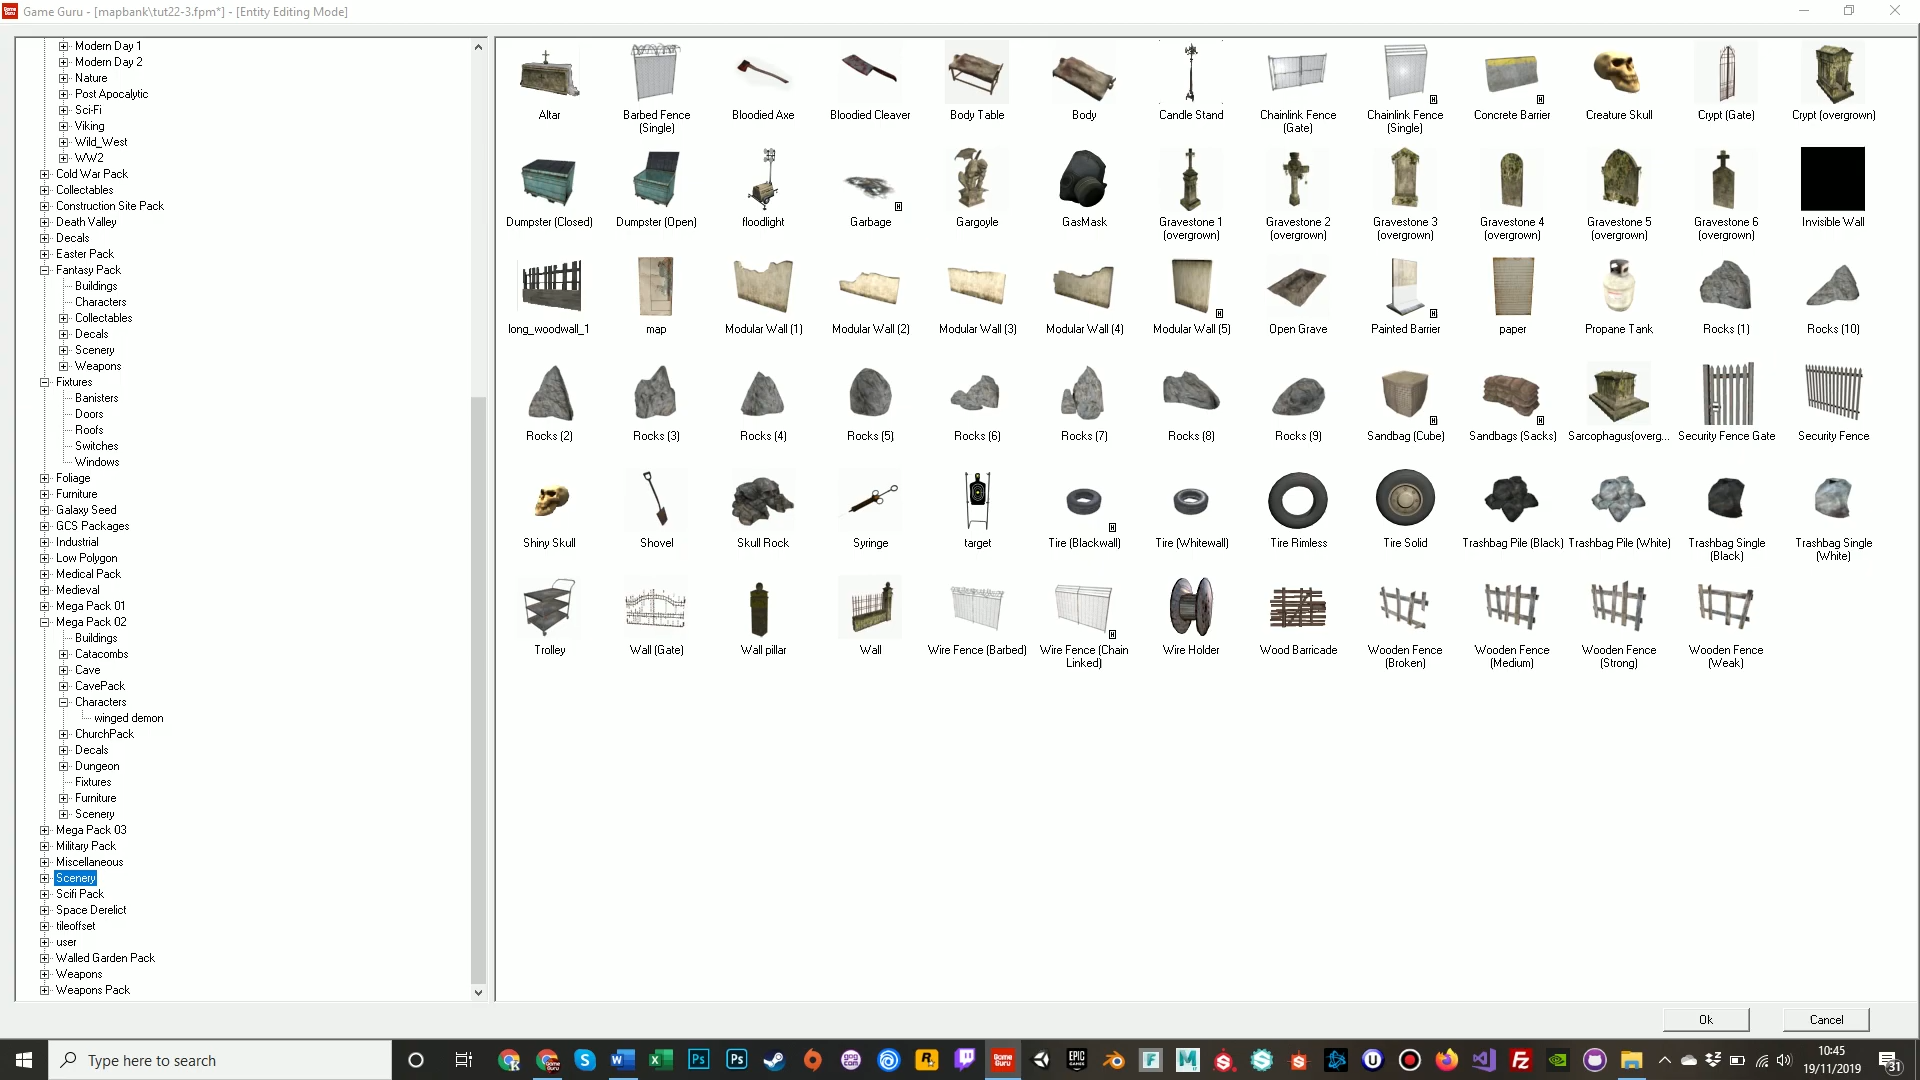 Game Guru - [mapbank\tut22-3.fpm*] - [Entity Editing Mode]
Modern Day 1
Modern Day 2
Nature
Post Apocalytic
Sci-Fi
Viking
Wild_West
WW2
Cold War Pack
Collectables
Construction Site Pack
Death Valley
Decals
Easter Pack
Fantasy Pack
Buildings
Characters
Collectables
Decals
Scenery
Weapons
Fixtures
Banisters
Doors
Roofs
Switches
Windows
Foliage
Furniture
Galaxy Seed
GCS Packages
Industrial
Low Polygon
Medical Pack
Medieval
Mega Pack 01
Mega Pack 02
Buildings
Catacombs
Cave
CavePack
Characters
winged demon
ChurchPack
Decals
Dungeon
Fixtures
Furniture
Scenery
Mega Pack 03
Military Pack
Miscellaneous
Scenery
Scifi Pack
Space Derelict
tileoffset
user
Walled Garden Pack
Weapons
Weapons Pack
Altar
Barbed Fence
(Single)
Bloodied Axe
Bloodied Cleaver
Body Table
Body
Candle Stand
Chainlink Fence
(Gate)
Chainlink Fence
(Single)
Concrete Barrier
Creature Skull
Crypt (Gate)
Crypt (overgrown)
Dumpster (Closed)
Dumpster (Open)
floodlight
Garbage
Gargoyle
GasMask
Gravestone 1
(overgrown)
Gravestone 2
(overgrown)
Gravestone 3
(overgrown)
Gravestone 4
(overgrown)
Gravestone 5
(overgrown)
Gravestone 6
(overgrown)
Invisible Wall
long_woodwall_1
map
Modular Wall (1)
Modular Wall (2)
Modular Wall (3)
Modular Wall (4)
Modular Wall (5)
Open Grave
Painted Barrier
paper
Propane Tank
Rocks (1)
Rocks (10)
Rocks (2)
Rocks (3)
Rocks (4)
Rocks (5)
Rocks (6)
Rocks (7)
Rocks (8)
Rocks (9)
Sandbag (Cube)
Sandbags (Sacks)
Sarcophagus(overg...
Security Fence Gate
Security Fence
Shiny Skull
Shovel
Skull Rock
Syringe
target
Tire (Blackwall)
Tire (Whitewall)
Tire Rimless
Tire Solid
Trashbag Pile (Black)
Trashbag Pile (White)
Trashbag Single
(Black)
Trashbag Single
(White)
Trolley
Wall (Gate)
Wall pillar
Wall
Wire Fence (Barbed)
Wire Fence (Chain
Linked)
Wire Holder
Wood Barricade
Wooden Fence
(Broken)
Wooden Fence
(Medium)
Wooden Fence
(Strong)
Wooden Fence
(Weak)
Ok
Cancel
Type here to search
10:45
19/11/2019
31